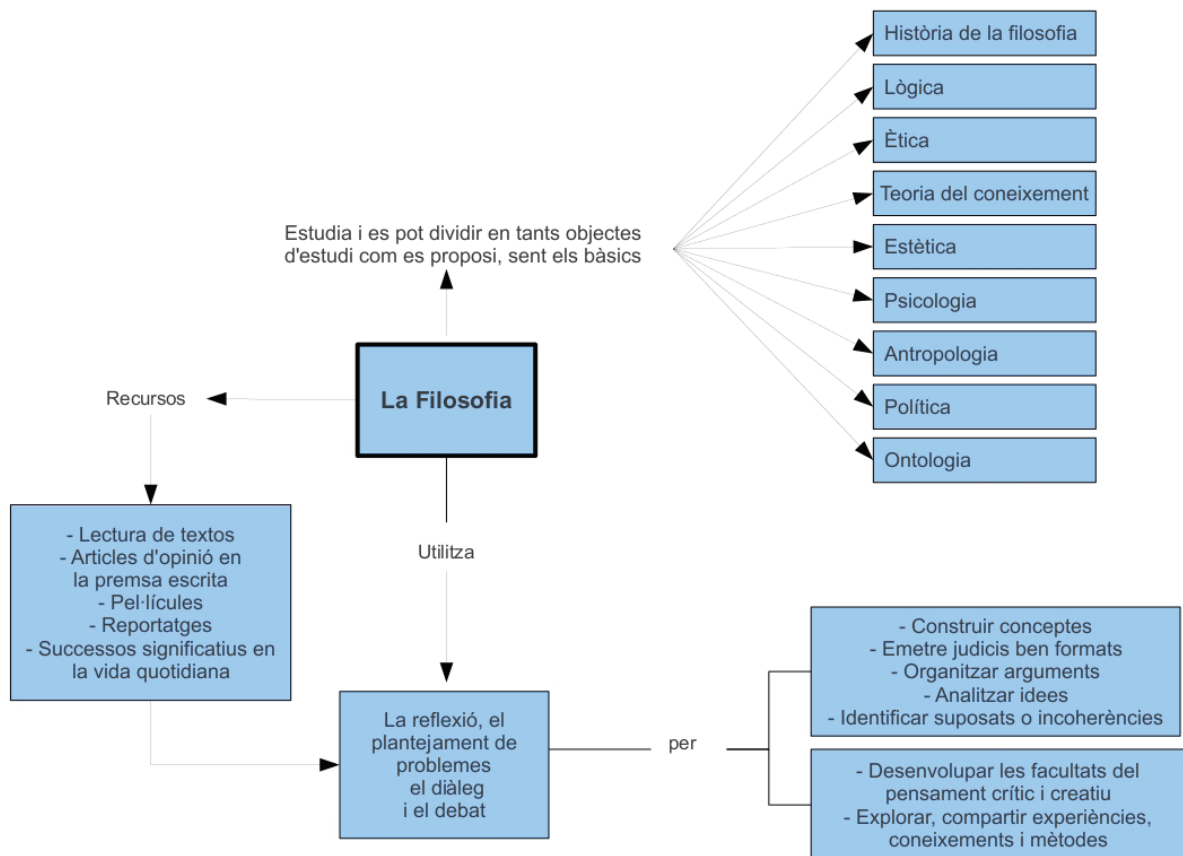 Història de la filosofia
Lògica
Ètica
Teoria del coneixement
Estètica
Psicologia
Antropologia
Política
Ontologia
Estudia i es pot dividir en tants objectes
d'estudi com es proposi, sent els bàsics
La Filosofia
Recursos
- Lectura de textos
- Articles d'opinió en
la premsa escrita
- Pel·lícules
- Reportatges
- Successos significatius en
la vida quotidiana
Utilitza
La reflexió, el
plantejament de
problemes
el diàleg
i el debat
per
- Construir conceptes
- Emetre judicis ben formats
- Organitzar arguments
- Analitzar idees
- Identificar suposats o incoherències
- Desenvolupar les facultats del
pensament crític i creatiu
- Explorar, compartir experiències,
coneixements i mètodes